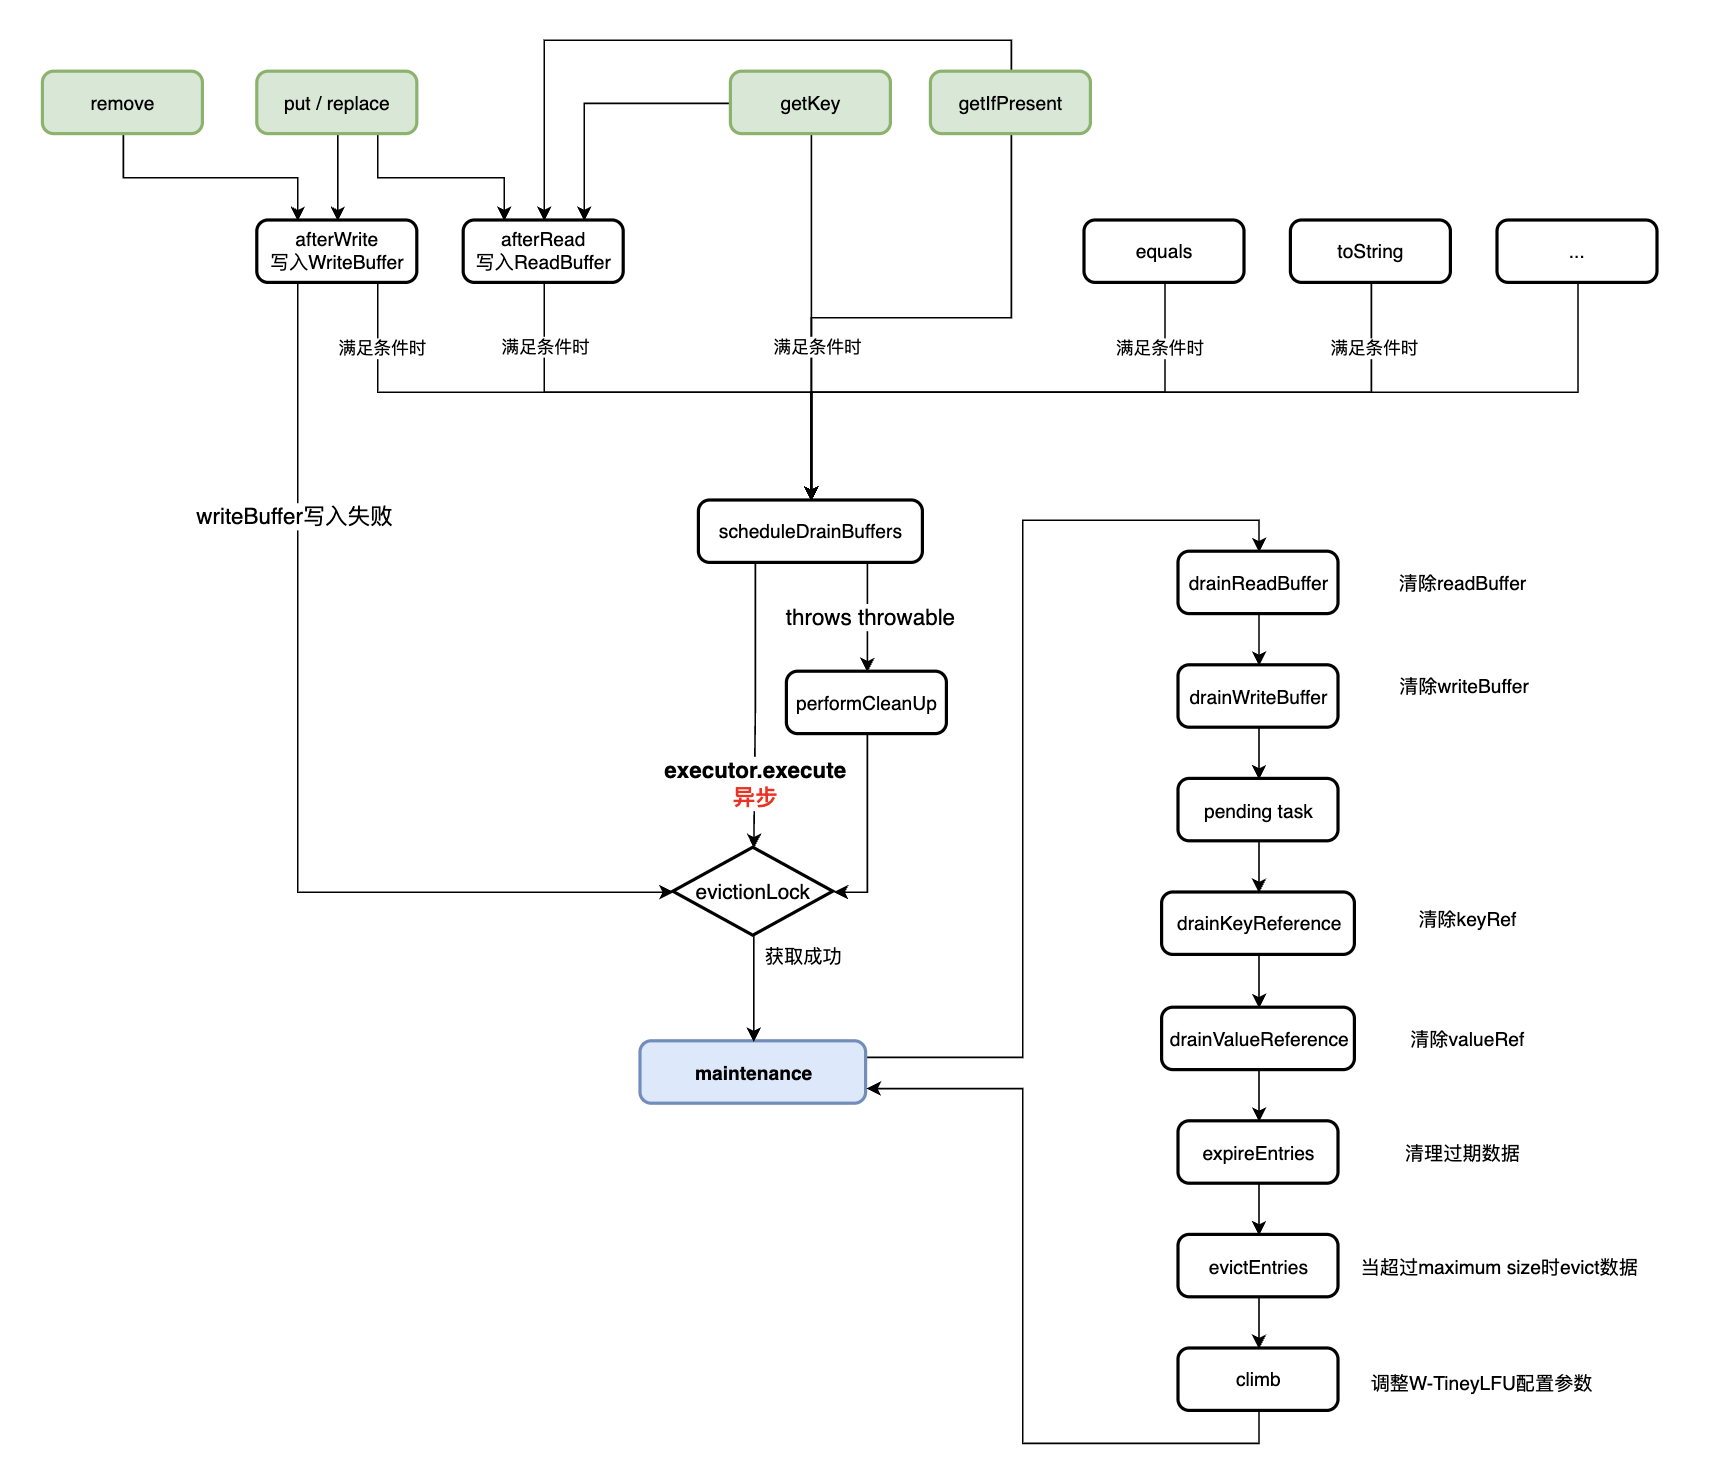 remove
put / replace
getKey
getIfPresent
afterWrite
写入WriteBuffer
afterRead
写入ReadBuffer
equals
toString
...
满足条件时
满足条件时
满足条件时
满足条件时
满足条件时
writeBuffer写入失败
scheduleDrainBuffers
throws throwable
performCleanUp
executor.execute
异步
evictionLock
获取成功
maintenance
drainReadBuffer
清除readBuffer
drainWriteBuffer
清除writeBuffer
pending task
drainKeyReference
清除keyRef
drainValueReference
清除valueRef
expireEntries
清理过期数据
evictEntries
当超过maximum size时evict数据
climb
调整W-TineyLFU配置参数